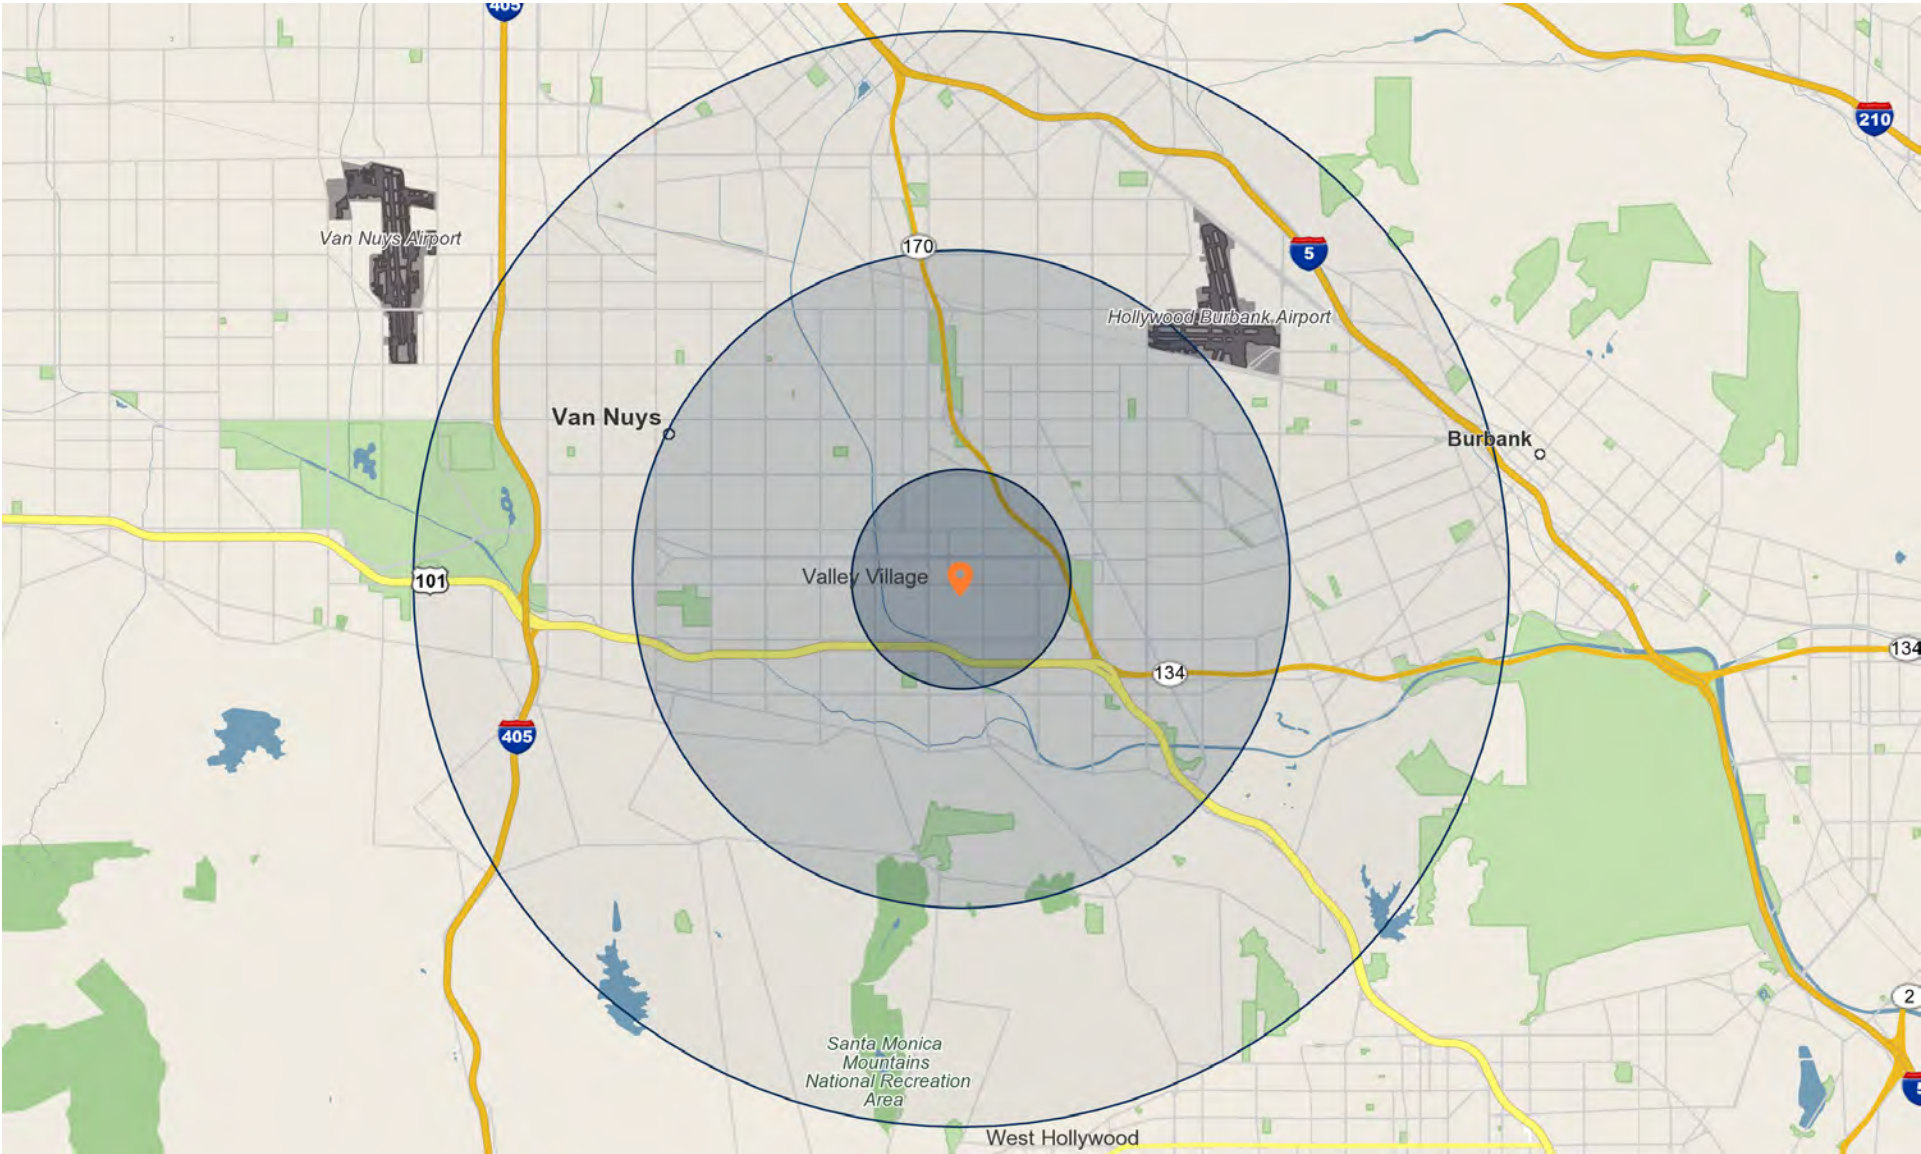 405
210
Van Nuys Airport
170
5
Hollywood Burbank Airport
Van Nuys
Burbank
101
Valley Village
134
134
405
2
Santa Monica
Mountains
National Recreation
Area
5
West Hollywood